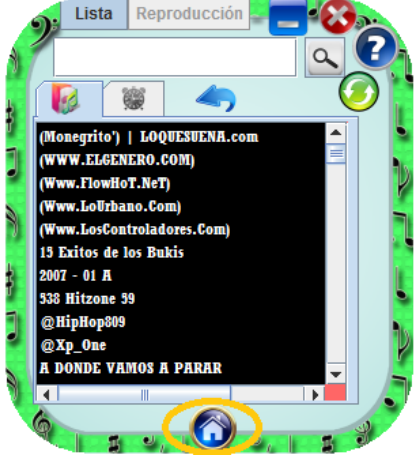 Lista Reproducción
?
(Monegrito') | LOQUESUENA.com
(WWW.ELGENERO.COM)
(Www.FlowHoT.NeT)
(Www.LoUrbano.Com)
(Www.LosControladores.Com)
15 Exitos de los Bukis
2007 - 01 A
538 Hitzone 59
@HipHop809
@Xp_One
A DONDE VAMOS A PARAR